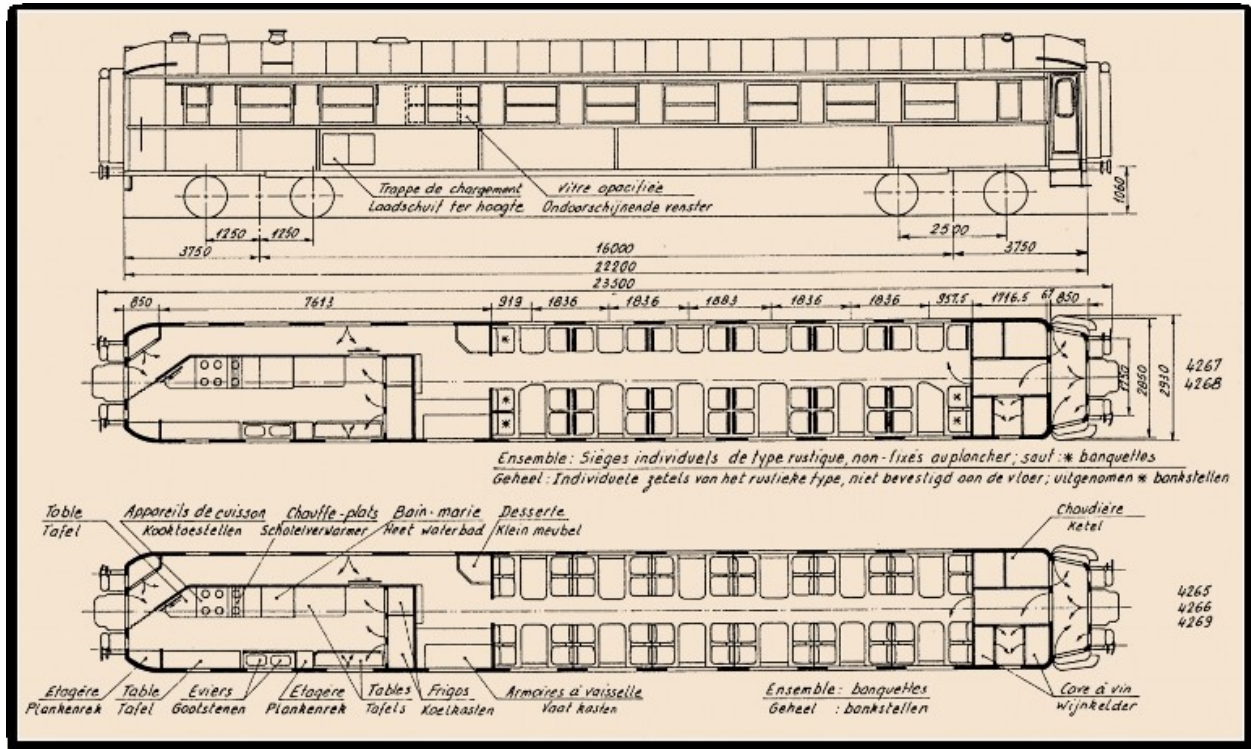 Trappe de chargement
Laadschuif ter hoogte
Vitre opacifiée
Ondoorschijnende venster
1060
1250
1250
2500
3750
16000
3750
22200
23500
850
7613
919
1836
1836
1883
1836
1836
957.5
1716.5
67
850
1750
2850
2910
4267
4268
Ensemble: Sièges individuels de type rustique, non-fixés au plancher; sauf :* banquettes
Geheel: Individuele zetels van het rustieke type, niet bevestigd aan de vloer; uitgenomen * bankstellen
Table
Tafel
Appareils de cuisson
Kooktoestellen
Chauffe-plats
Schotelverwarmer
Bain-marie
Heet waterbad
Desserte
Klein meubel
Chaudière
Ketel
4265
4266
4269
Etagère
Plankenrek
Table
Tafel
Eviers
Gootstenen
Etagère
Plankenrek
Tables
Tafels
Frigos
Koelkasten
Armoires à vaisselle
Vaat kasten
Ensemble: banquettes
Geheel : bankstellen
Cave à vin
Wijnkelder